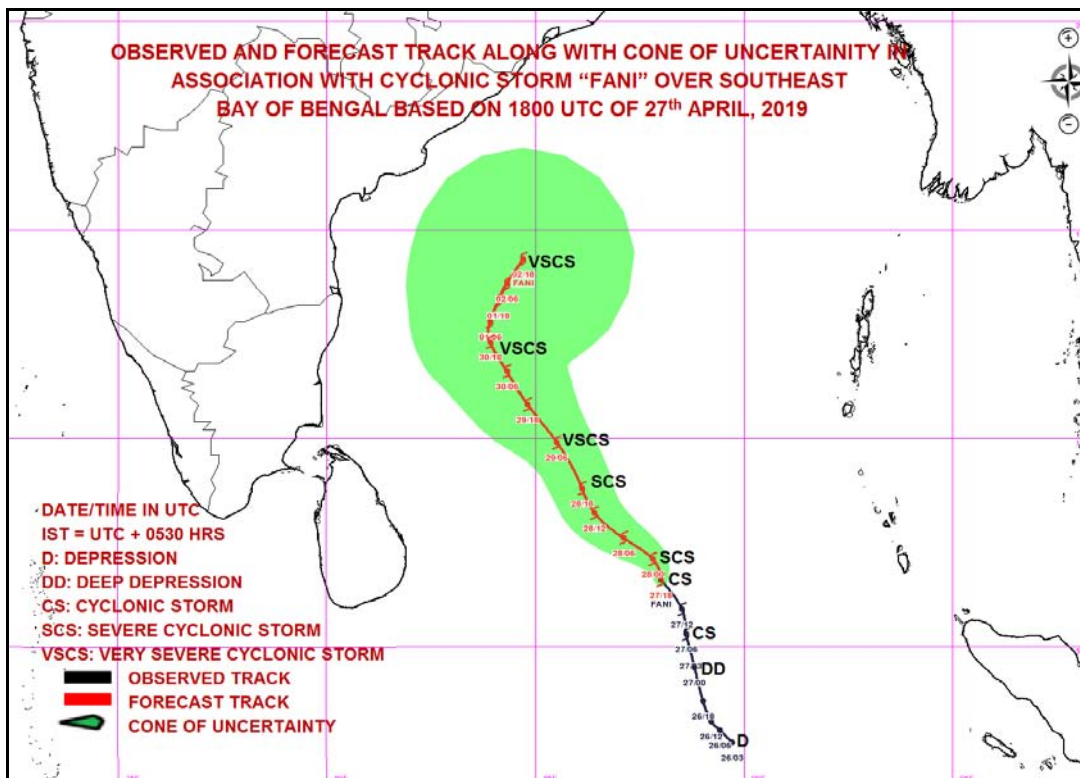 OBSERVED AND FORECAST TRACK ALONG WITH CONE OF UNCERTAINITY IN
ASSOCIATION WITH CYCLONIC STORM “FANI” OVER SOUTHEAST
BAY OF BENGAL BASED ON 1800 UTC OF 27th APRIL, 2019
VSCS
02/18
FANI
02/06
01/18
01/06
VSCS
30/18
30/06
29/18
VSCS
29/06
SCS
28/18
28/12
28/06
SCS
28/00
CS
27/18
FANI
27/12
CS
27/06
27/03
DD
27/00
26/18
26/12
D
26/06
26/03
DATE/TIME IN UTC
IST = UTC + 0530 HRS
D: DEPRESSION
DD: DEEP DEPRESSION
CS: CYCLONIC STORM
SCS: SEVERE CYCLONIC STORM
VSCS: VERY SEVERE CYCLONIC STORM
OBSERVED TRACK
FORECAST TRACK
CONE OF UNCERTAINTY